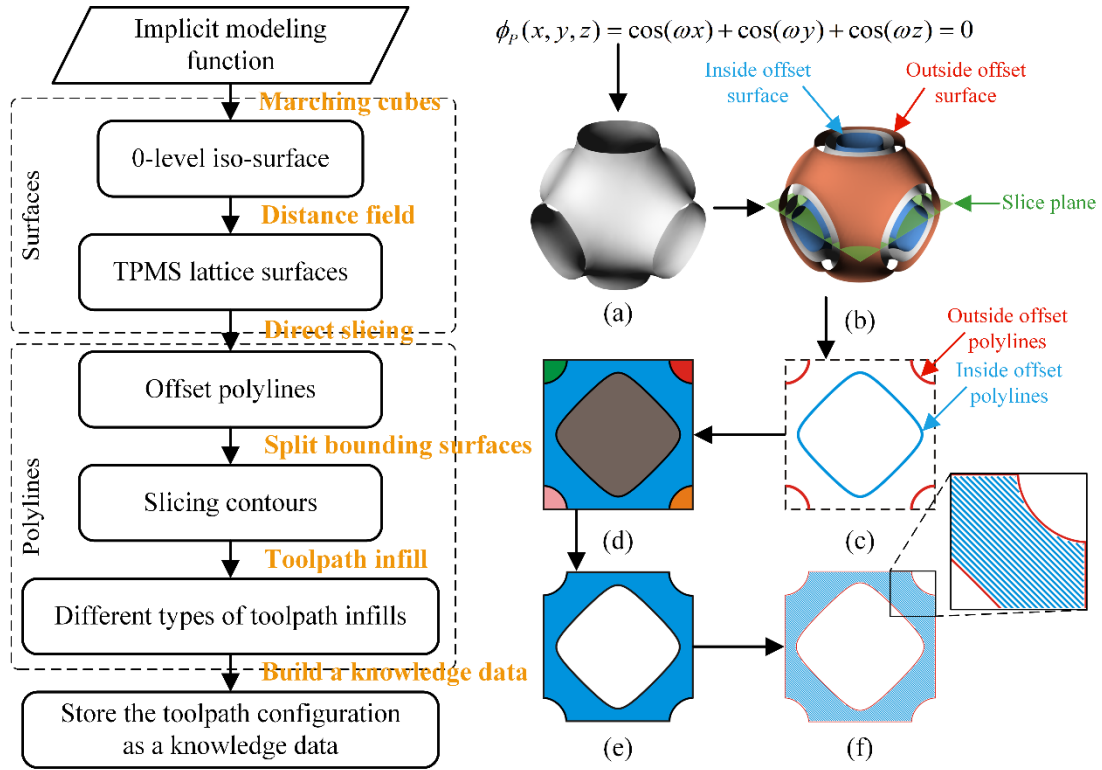 Implicit modeling
function
Marching cubes
0-level iso-surface
Distance field
TPMS lattice surfaces
Surfaces
Direct slicing
Offset polylines
Split bounding surfaces
Slicing contours
Polylines
Toolpath infill
Different types of toolpath infills
Build a knowledge data
Store the toolpath configuration
as a knowledge data
ϕ_P(x, y, z) = cos(ωx) + cos(ωy) + cos(ωz) = 0
Inside offset
surface
Outside offset
surface
Slice plane
(a)
(b)
Outside offset
polylines
Inside offset
polylines
(d)
(c)
(e)
(f)